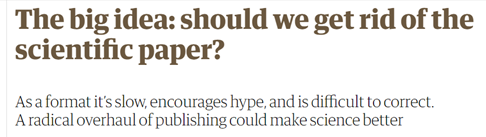 The big idea: should we get rid of the
scientific paper?
As a format it’s slow, encourages hype, and is difficult to correct.
A radical overhaul of publishing could make science better